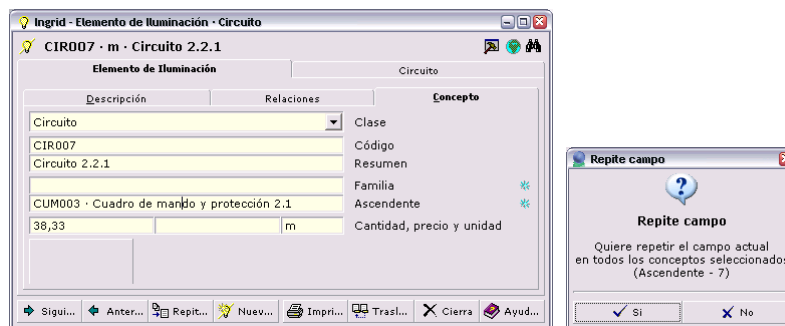 Ingrid - Elemento de Iluminación · Circuito
CIR007 · m · Circuito 2.2.1
Elemento de Iluminación
Circuito
Descripción
Relaciones
Concepto
Circuito
Clase
CIR007
Código
Circuito 2.2.1
Resumen
Familia
CUM003 · Cuadro de mando y protección 2.1
Ascendente
38,33
m
Cantidad, precio y unidad
Sigui...
Anter...
Repit...
Nuev...
Impri...
Trasl...
Cierra
Ayud...
Repite campo
Repite campo
Quiere repetir el campo actual
en todos los conceptos seleccionados
(Ascendente - 7)
Si
No